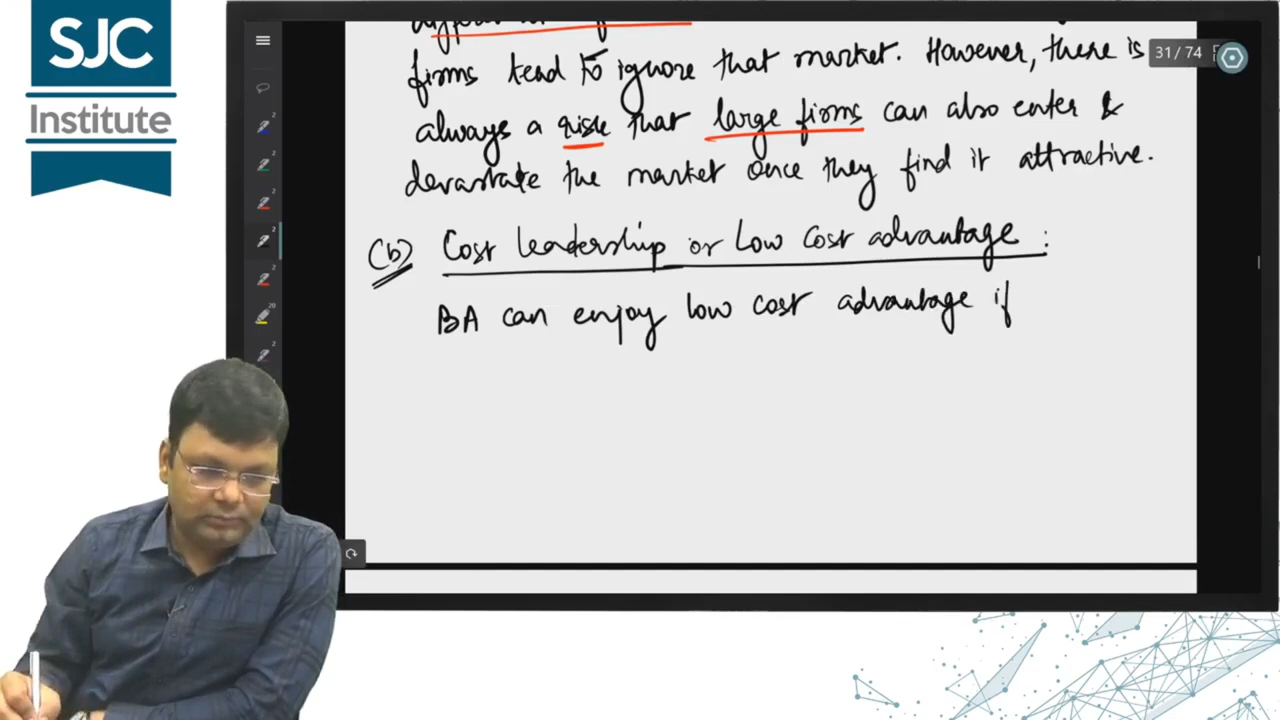 SJC
Institute
31 / 74
firms tend to ignore that market. However, there is
always a risk that large firms can also enter &
devastate the market once they find it attractive.
(b) Cost leadership or Low Cost advantage :
BA can enjoy low cost advantage if